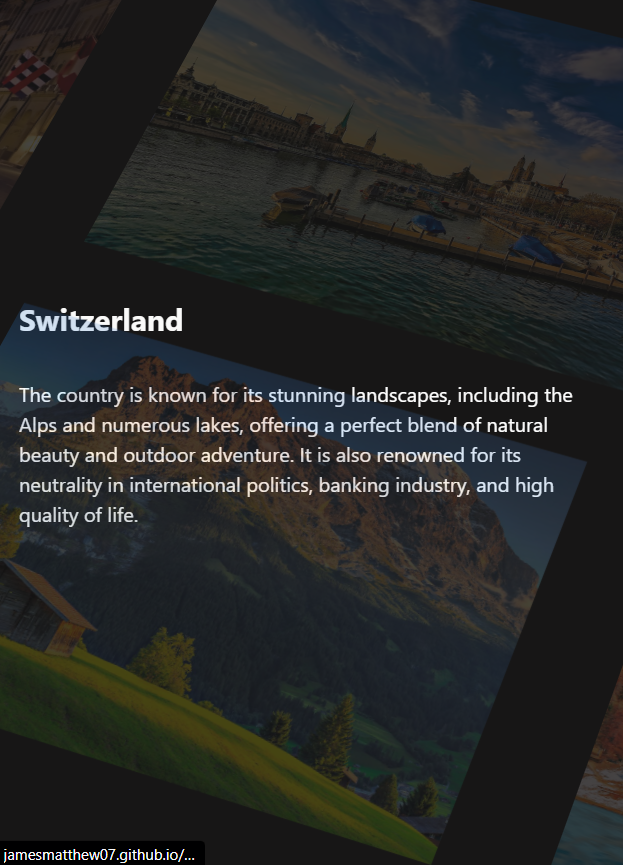 Switzerland
The country is known for its stunning landscapes, including the
Alps and numerous lakes, offering a perfect blend of natural
beauty and outdoor adventure. It is also renowned for its
neutrality in international politics, banking industry, and high
quality of life.
jamesmatthew07.github.io/...